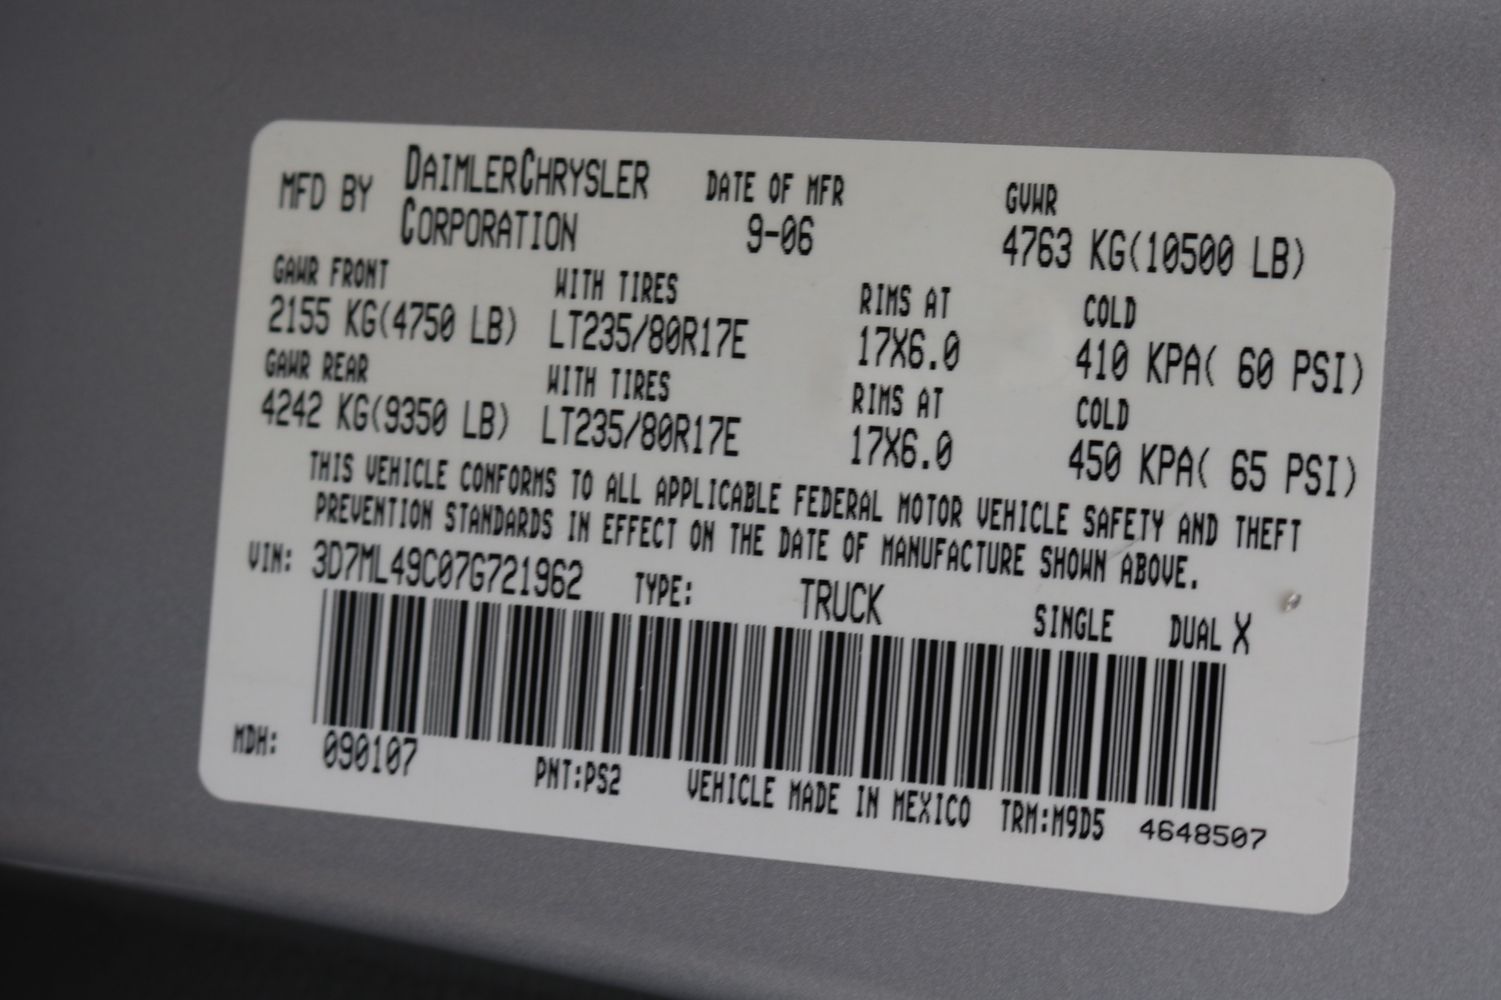 MFD BY DAIMLERCHRYSLER CORPORATION DATE OF MFR 9-06 GVWR 4763 KG(10500 LB)
GAWR FRONT WITH TIRES RIMS AT COLD
2155 KG(4750 LB) LT235/80R17E 17X6.0 410 KPA( 60 PSI)
GAWR REAR WITH TIRES RIMS AT COLD
4242 KG(9350 LB) LT235/80R17E 17X6.0 450 KPA( 65 PSI)
THIS VEHICLE CONFORMS TO ALL APPLICABLE FEDERAL MOTOR VEHICLE SAFETY AND THEFT
PREVENTION STANDARDS IN EFFECT ON THE DATE OF MANUFACTURE SHOWN ABOVE.
VIN: 3D7ML49C07G721962 TYPE: TRUCK SINGLE DUAL X
MDH: 090107 PNT:PS2 VEHICLE MADE IN MEXICO TRM:M9D5 4648507